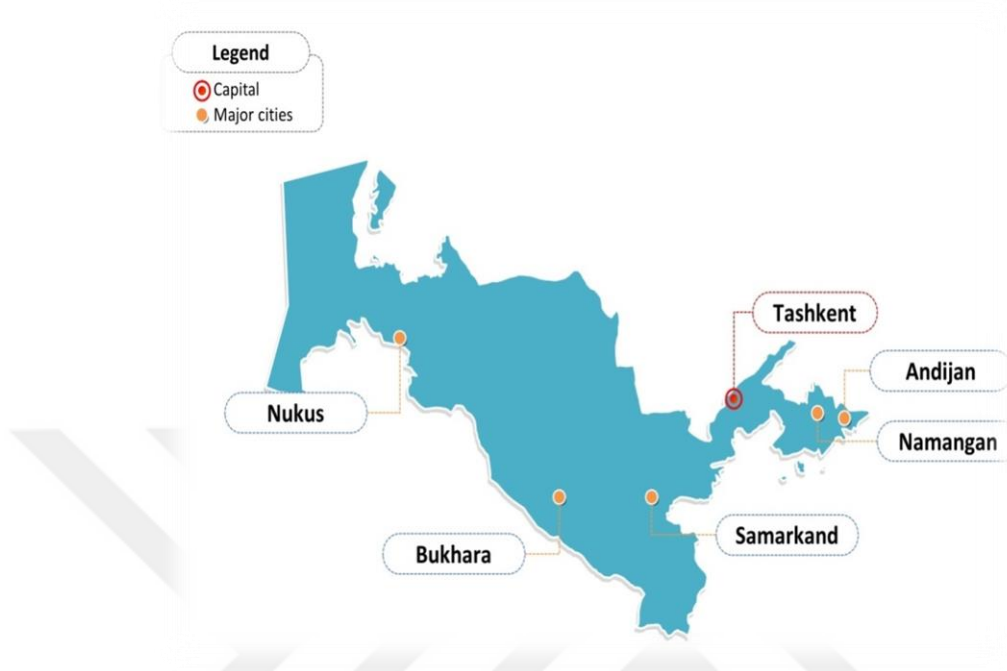 Legend
Capital
Major cities
Tashkent
Andijan
Nukus
Namangan
Samarkand
Bukhara